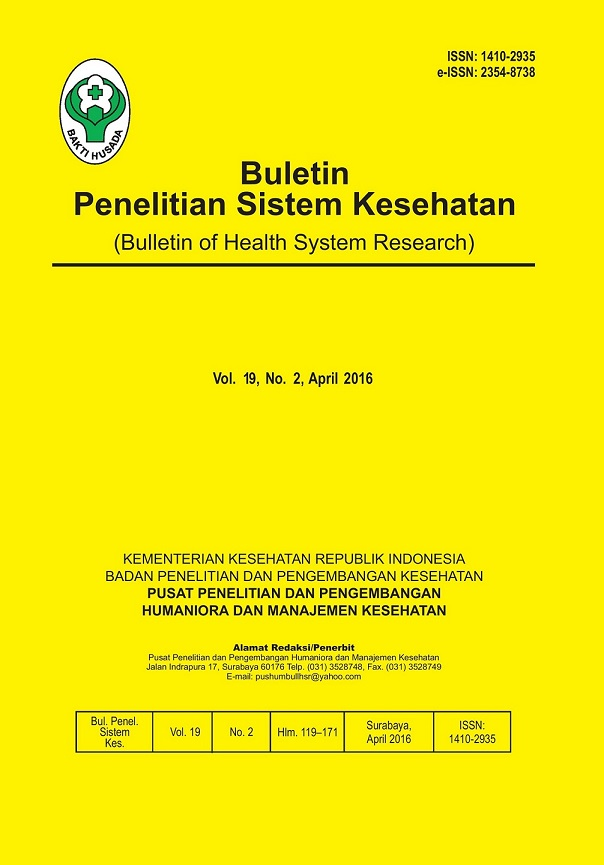 ISSN: 1410-2935
e-ISSN: 2354-8738
BAKTI HUSADA
Buletin
Penelitian Sistem Kesehatan
(Bulletin of Health System Research)
Vol. 19, No. 2, April 2016
KEMENTERIAN KESEHATAN REPUBLIK INDONESIA
BADAN PENELITIAN DAN PENGEMBANGAN KESEHATAN
PUSAT PENELITIAN DAN PENGEMBANGAN
HUMANIORA DAN MANAJEMEN KESEHATAN
Alamat Redaksi/Penerbit
Pusat Penelitian dan Pengembangan Humaniora dan Manajemen Kesehatan
Jalan Indrapura 17, Surabaya 60176 Telp. (031) 3528748, Fax. (031) 3528749
E-mail: pushumbullhsr@yahoo.com
Bul. Penel.
Sistem
Kes.
Vol. 19
No. 2
Hlm. 119–171
Surabaya,
April 2016
ISSN:
1410-2935